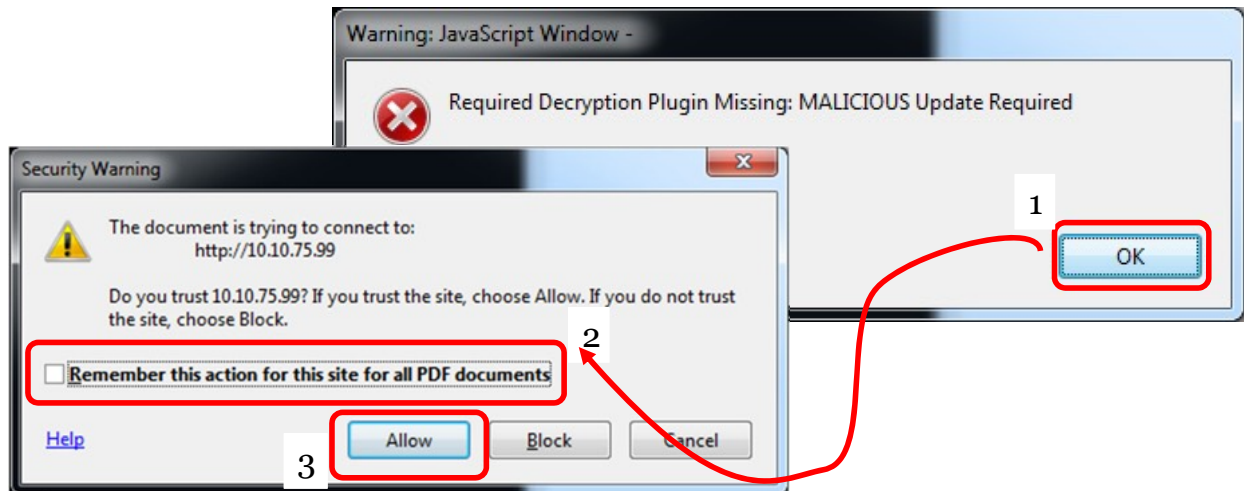 Warning: JavaScript Window -
Required Decryption Plugin Missing: MALICIOUS Update Required
1
OK
Security Warning
The document is trying to connect to:
http://10.10.75.99
Do you trust 10.10.75.99? If you trust the site, choose Allow. If you do not trust
the site, choose Block.
2
Remember this action for this site for all PDF documents
Help
3
Allow
Block
Cancel